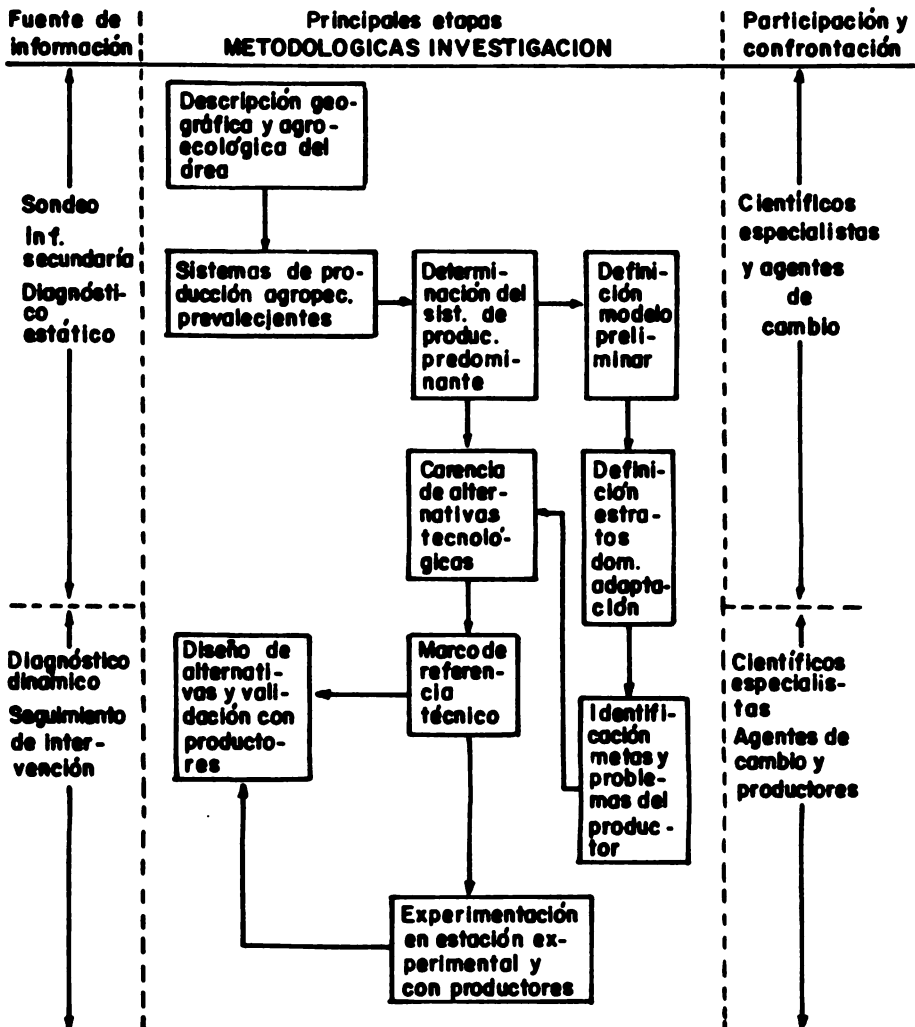 Fuente de
información
Principales etapas
METODOLOGICAS INVESTIGACION
Participación y
confrontación
Sondeo
Inf.
secundaría
Diagnósti-
co
estático
Descripción geo-
gráfica y agro-
ecológica del
área
Sistemas de pro-
ducción agropec.
prevalecientes
Determi-
nación del
sist. de
produc.
predomi-
nante
Defini-
ción
modelo
preli-
minar
Científicos
especialistas
y agentes
de
cambio
Carencia
de alter-
nativas
tecnoló-
gicas
Defini-
ción
estra-
tos
dom.
adapta-
ción
Diagnóstico
dinámico
Seguimiento
de inter-
vención
Diseño de
alternati-
vas y vali-
dación con
producto-
res
Marco de
referen-
cia
técnico
Identifi-
cación
metas y
proble-
mas del
produc-
tor
Científicos
especialis-
tas
Agentes de
cambio y
productores
Experimentación
en estación ex-
perimental y
con productores